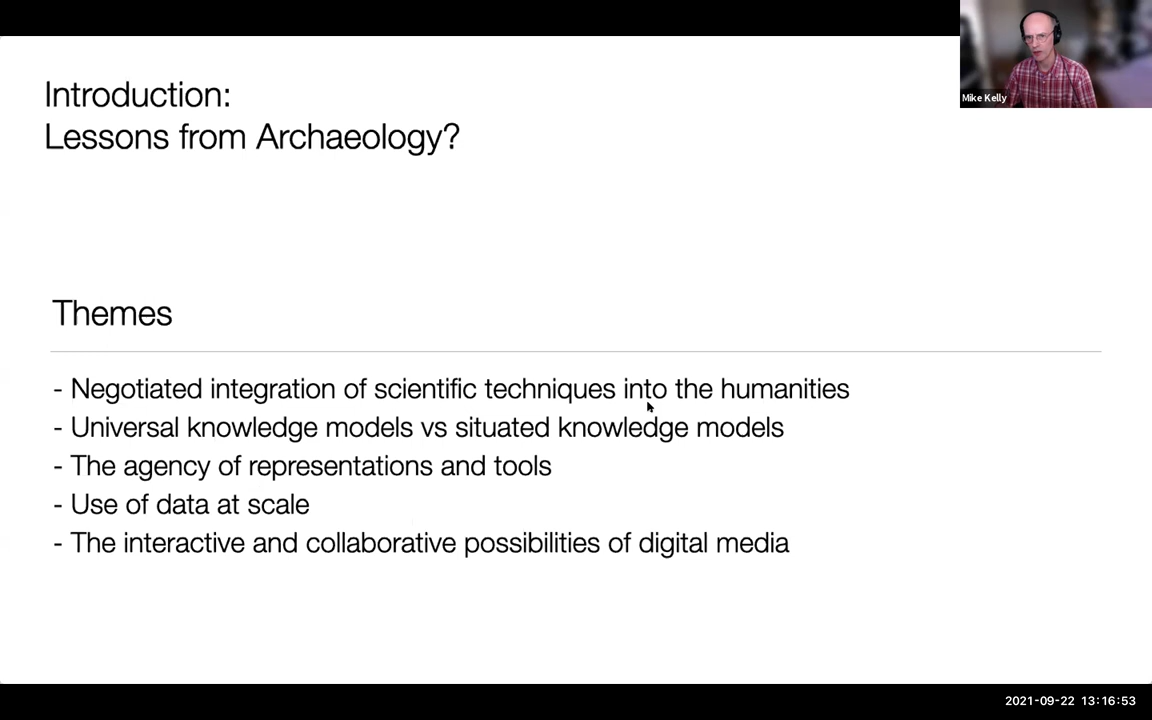 Introduction:
Lessons from Archaeology?
Mike Kelly
Themes
- Negotiated integration of scientific techniques into the humanities
- Universal knowledge models vs situated knowledge models
- The agency of representations and tools
- Use of data at scale
- The interactive and collaborative possibilities of digital media
2021-09-22 13:16:53